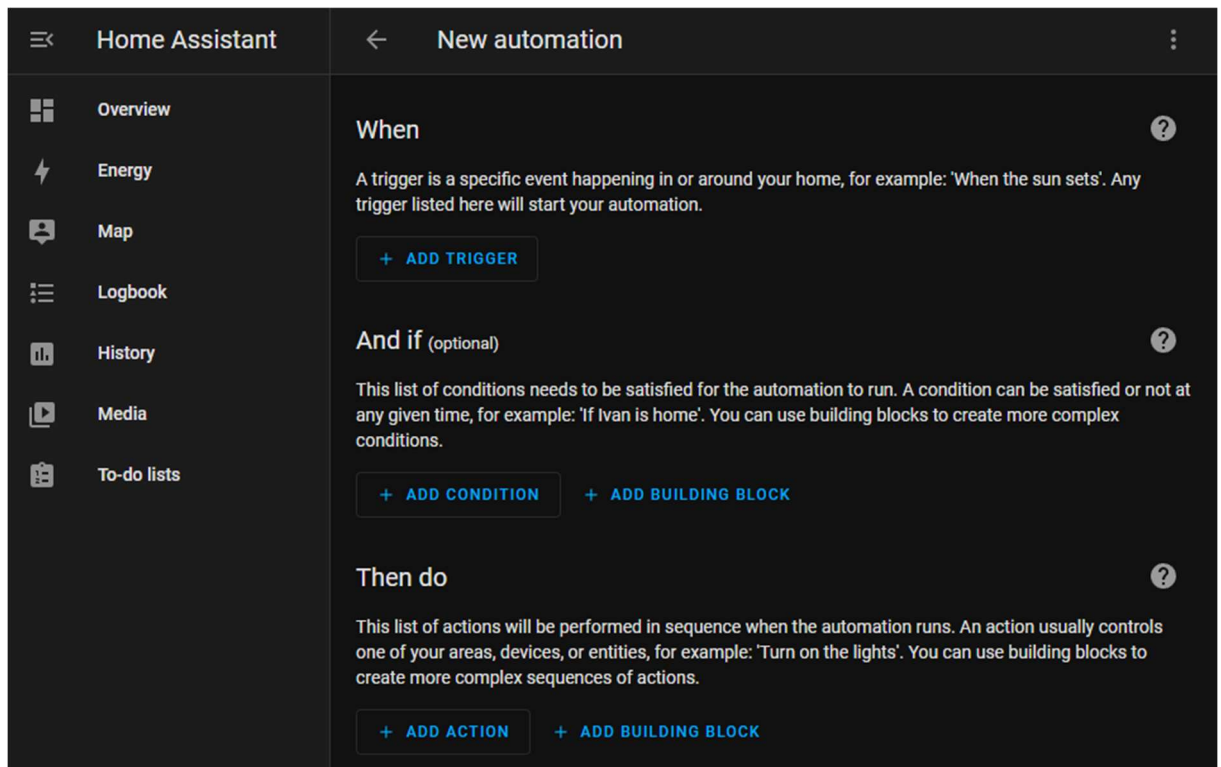 Home Assistant
New automation
Overview
Energy
Map
Logbook
History
Media
To-do lists
When
A trigger is a specific event happening in or around your home, for example: 'When the sun sets'. Any
trigger listed here will start your automation.
+ ADD TRIGGER
And if (optional)
This list of conditions needs to be satisfied for the automation to run. A condition can be satisfied or not at
any given time, for example: 'If Ivan is home'. You can use building blocks to create more complex
conditions.
+ ADD CONDITION + ADD BUILDING BLOCK
Then do
This list of actions will be performed in sequence when the automation runs. An action usually controls
one of your areas, devices, or entities, for example: 'Turn on the lights'. You can use building blocks to
create more complex sequences of actions.
+ ADD ACTION + ADD BUILDING BLOCK